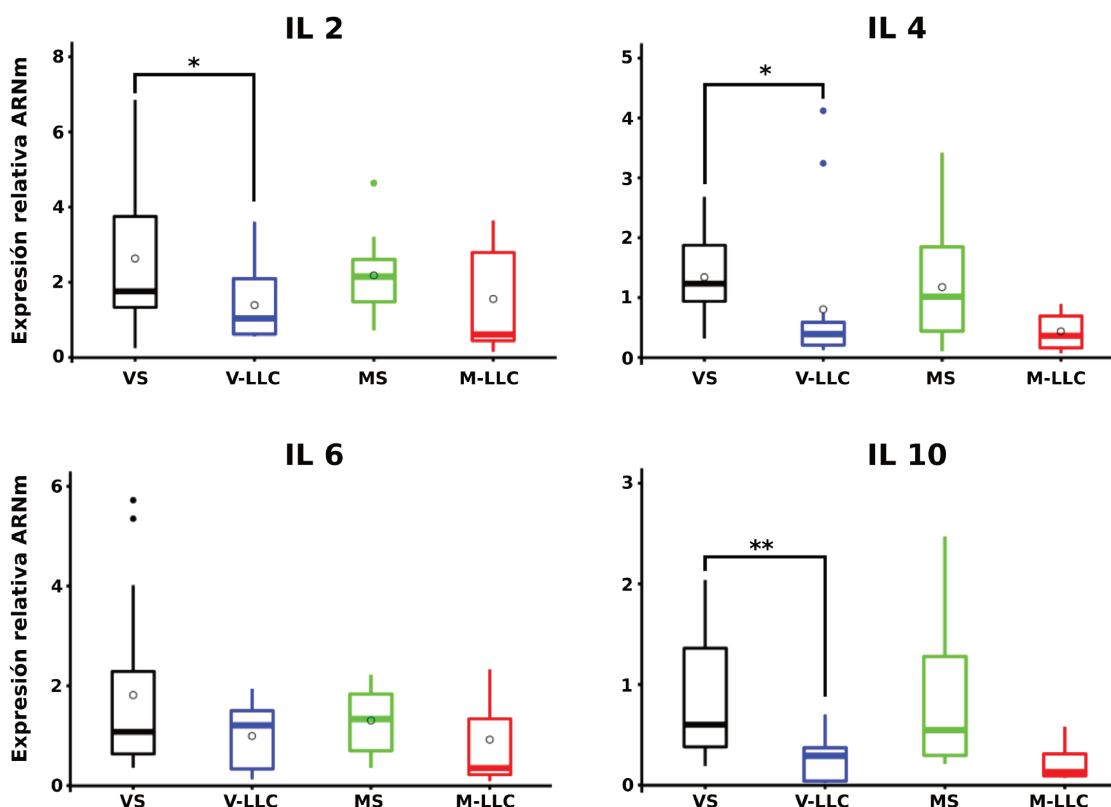 IL 2
Expresión relativa ARNm
8
6
4
2
0
*
VS V-LLC MS M-LLC
IL 4
5
4
3
2
1
0
*
VS V-LLC MS M-LLC
IL 6
Expresión relativa ARNm
6
4
2
0
VS V-LLC MS M-LLC
IL 10
3
2
1
0
**
VS V-LLC MS M-LLC